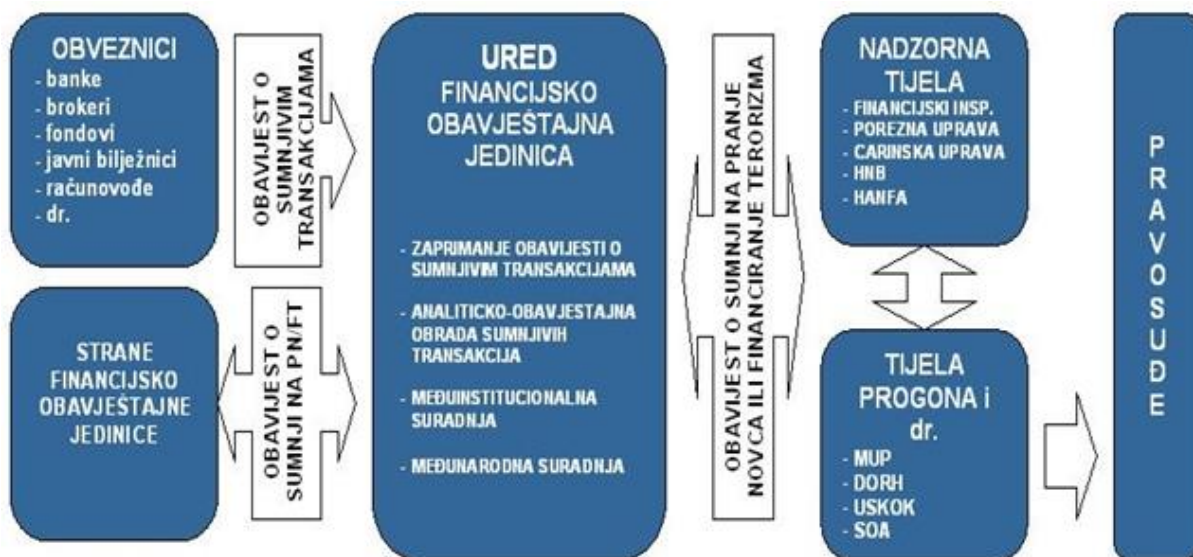 OBVEZNICI
- banke
- brokeri
- fondovi
- javni bilježnici
- računovođe
- dr.
OBAVIJEST O
SUMNJIVIM
TRANSAKCIJAMA
STRANE
FINANCIJSKO
OBAVJEŠTAJNE
JEDINICE
OBAVIJEST O
SUMNJI NA PN/FT
URED
FINANCIJSKO
OBAVJEŠTAJNA
JEDINICA
- ZAPRIMANJE OBAVIJESTI O
SUMNJIVIM TRANSAKCIJAMA
- ANALITICKO-OBAVJESTAJNA
OBRADA SUMNJIVIH
TRANSAKCIJA
- MEĐUINSTITUCIONALNA
SURADNJA
- MEĐUNARODNA SURADNJA
OBAVIJEST O SUMNJI NA PRANJE
NOVCA ILI FINANCIRANJE TERORIZMA
NADZORNA
TIJELA
- FINANCIJSKI INSP.
- POREZNA UPRAVA
- CARINSKA UPRAVA
- HNB
- HANFA
TIJELA
PROGONA i
dr.
- MUP
- DORH
- USKOK
- SOA
PRAVOSUĐE